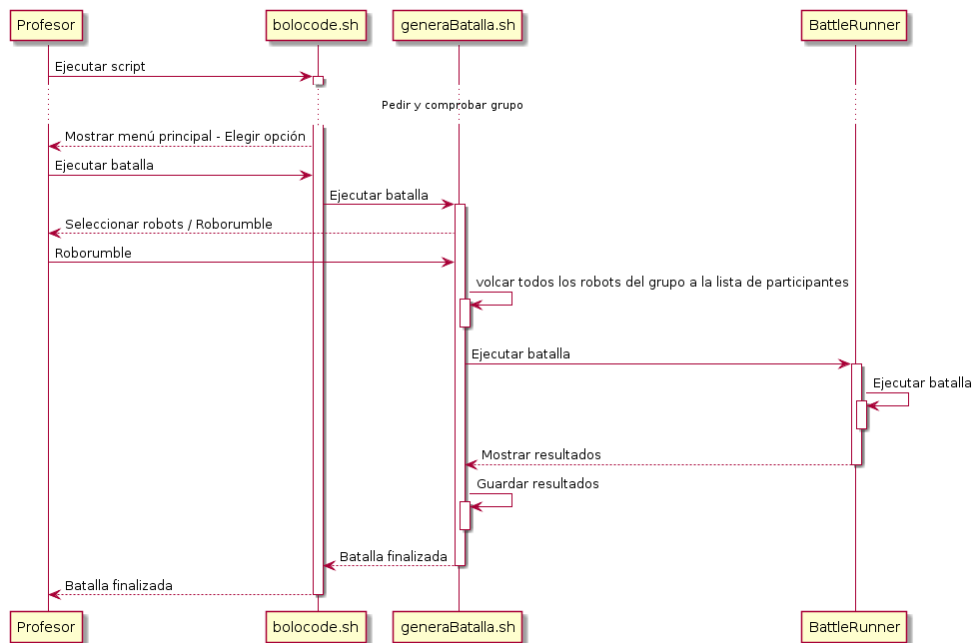 Profesor
bolocode.sh
generaBatalla.sh
BattleRunner
Ejecutar script
Pedir y comprobar grupo
Mostrar menú principal - Elegir opción
Ejecutar batalla
Ejecutar batalla
Seleccionar robots / Roborumble
Roborumble
volcar todos los robots del grupo a la lista de participantes
Ejecutar batalla
Ejecutar batalla
Mostrar resultados
Guardar resultados
Batalla finalizada
Batalla finalizada
Profesor
bolocode.sh
generaBatalla.sh
BattleRunner